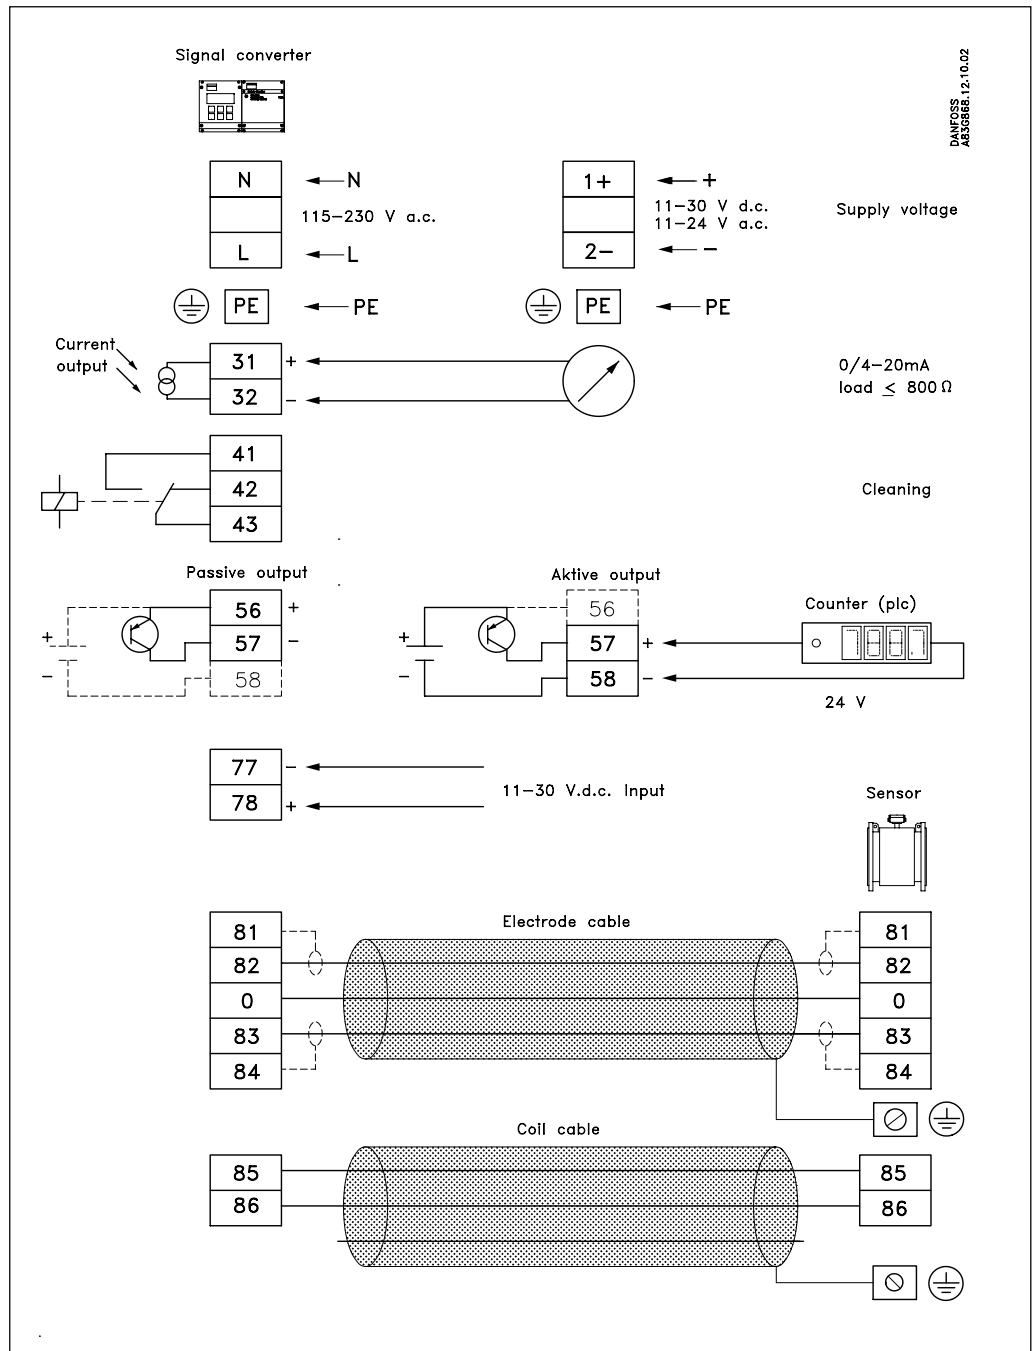 Signal converter
DANFOSS
A83G868.12.10.02
N
N
1+
+
115-230 V a.c.
11-30 V d.c.
11-24 V a.c.
Supply voltage
L
L
2-
-
PE
PE
PE
PE
Current
output
31
+
32
-
0/4-20mA
load ≤ 800 Ω
41
42
43
Cleaning
Passive output
56
+
57
-
58
+
-
Aktive output
56
57
+
58
-
+
-
Counter (plc)
24 V
77
-
78
+
11-30 V.d.c. Input
Sensor
Electrode cable
81
82
0
83
84
81
82
0
83
84
Coil cable
85
86
85
86